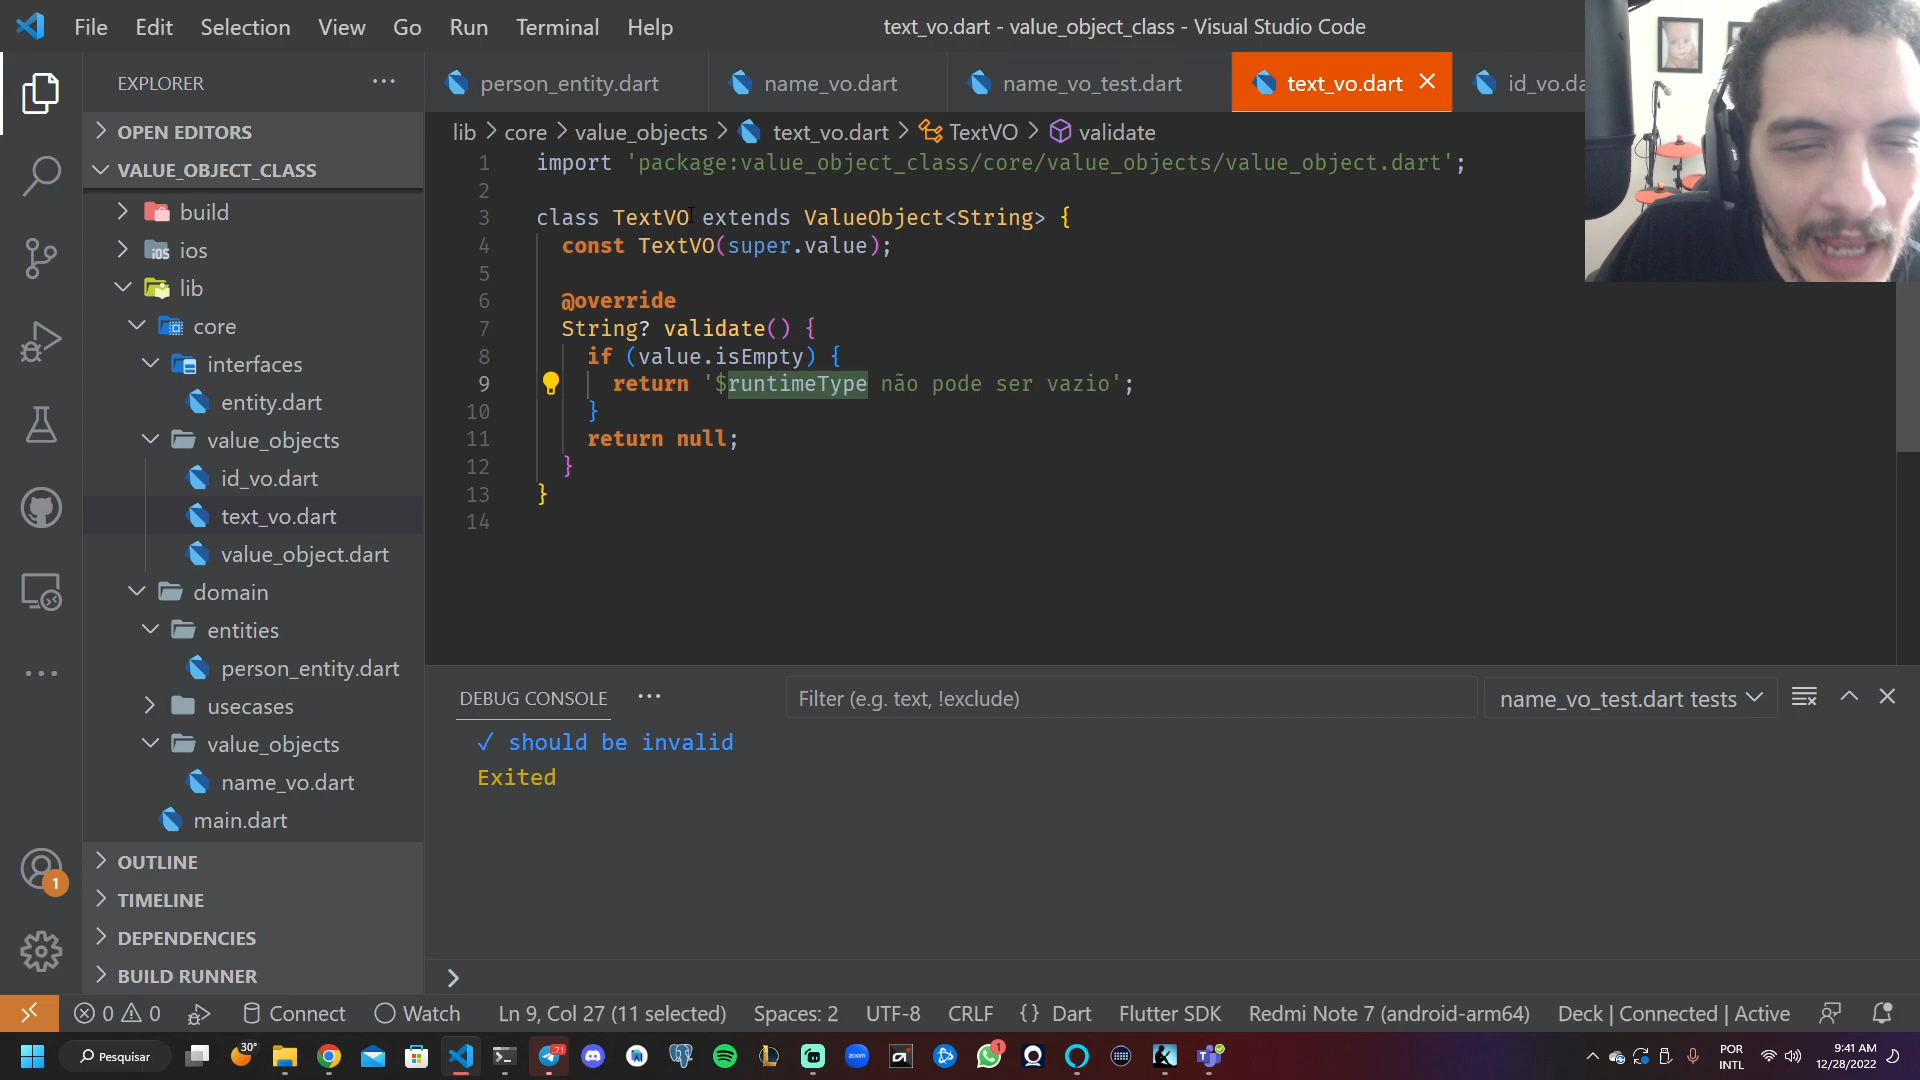 File Edit Selection View Go Run Terminal Help
text_vo.dart - value_object_class - Visual Studio Code
EXPLORER
person_entity.dart
name_vo.dart
name_vo_test.dart
text_vo.dart
id_vo.da
OPEN EDITORS
VALUE_OBJECT_CLASS
build
ios
lib
core
interfaces
entity.dart
value_objects
id_vo.dart
text_vo.dart
value_object.dart
domain
entities
person_entity.dart
usecases
value_objects
name_vo.dart
main.dart
OUTLINE
TIMELINE
DEPENDENCIES
BUILD RUNNER
lib > core > value_objects > text_vo.dart > TextVO > validate
1 import 'package:value_object_class/core/value_objects/value_object.dart';
2
3 class TextVO extends ValueObject<String> {
4 const TextVO(super.value);
5
6 @override
7 String? validate() {
8 if (value.isEmpty) {
9 return '$runtimeType não pode ser vazio';
10 }
11 return null;
12 }
13 }
14
DEBUG CONSOLE
Filter (e.g. text, !exclude)
name_vo_test.dart tests
✓ should be invalid
Exited
1
0 0 Connect Watch Ln 9, Col 27 (11 selected) Spaces: 2 UTF-8 CRLF {} Dart Flutter SDK Redmi Note 7 (android-arm64) Deck | Connected | Active
Pesquisar
30°
71
zoom
1
POR
INTL
9:41 AM
12/28/2022